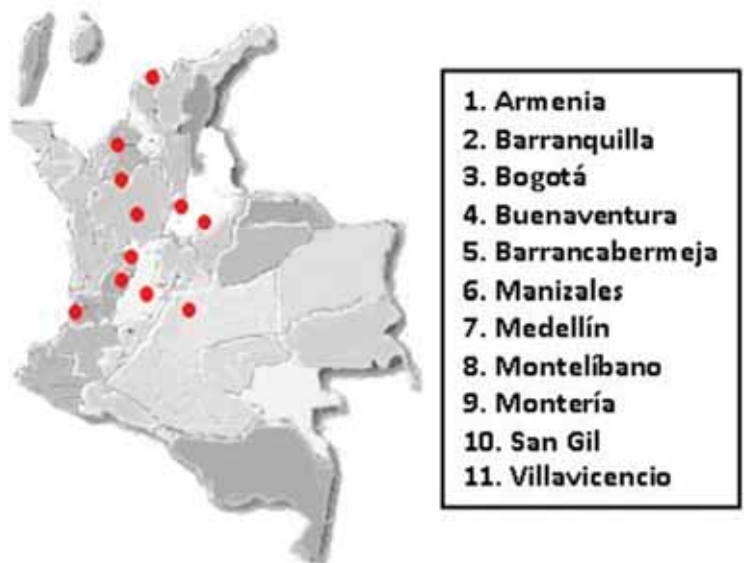 1. Armenia
2. Barranquilla
3. Bogotá
4. Buenaventura
5. Barrancabermeja
6. Manizales
7. Medellín
8. Montelíbano
9. Montería
10. San Gil
11. Villavicencio